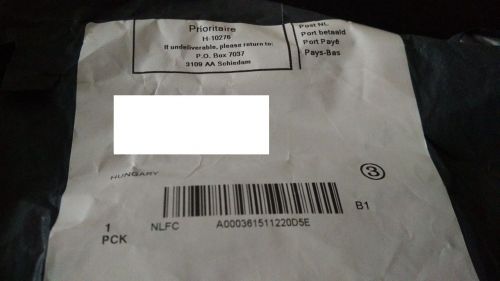 Prioritaire
H-10276
If undeliverable, please return to:
P.O. Box 7037
3109 AA Schiedam
Post NL
Port betaald
Port Payé
Pays-Bas
HUNGARY
3
B1
1
PCK
NLFC
A000361511220D5E